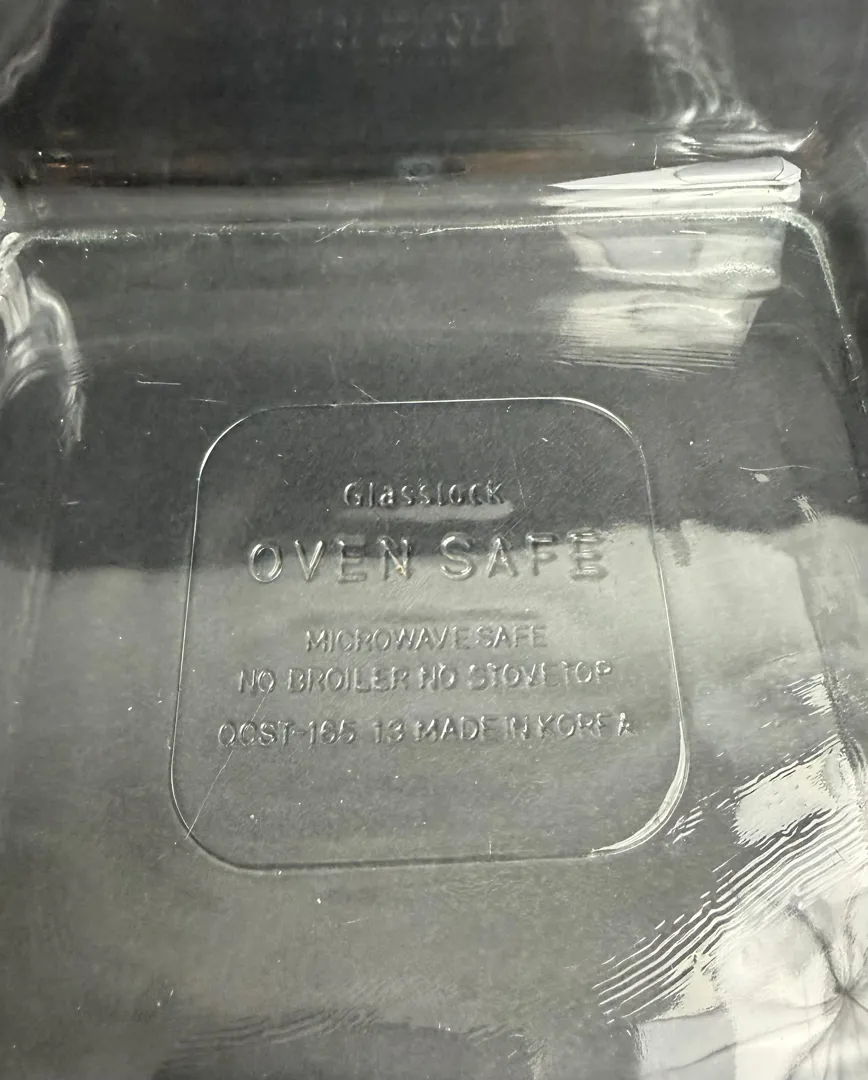 Glasslock
OVEN SAFE
MICROWAVE SAFE
NO BROILER NO STOVETOP
OCST-165 13 MADE IN KOREA